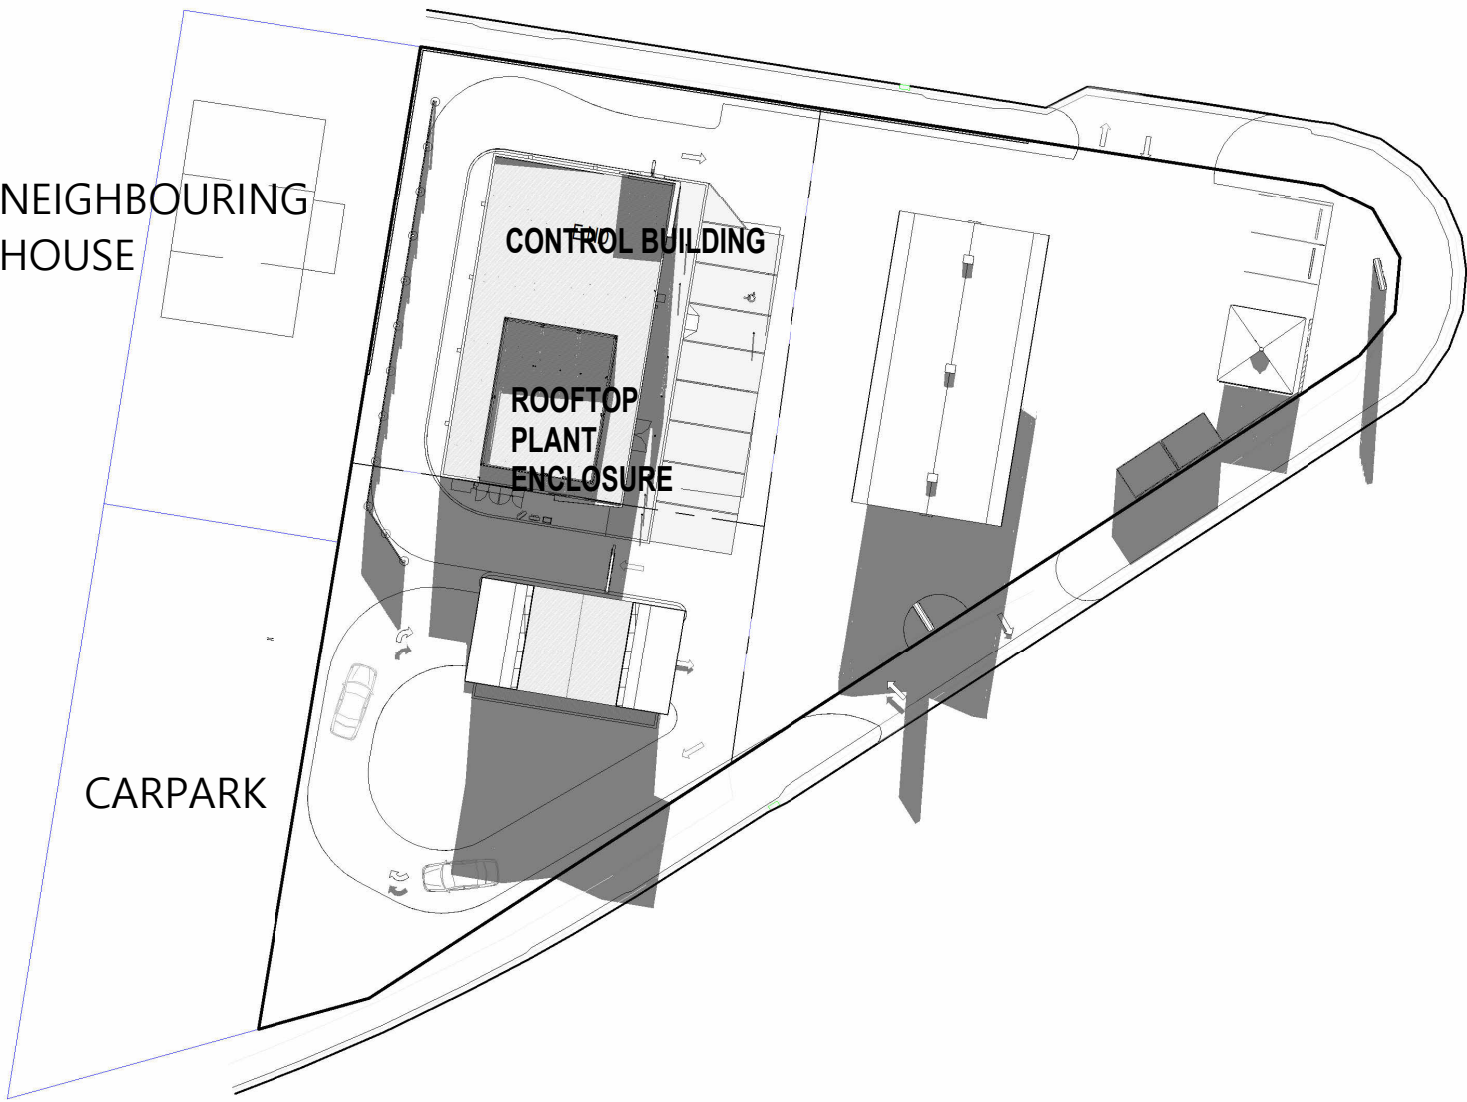 NEIGHBOURING
HOUSE
CONTROL BUILDING
ROOFTOP
PLANT
ENCLOSURE
CARPARK